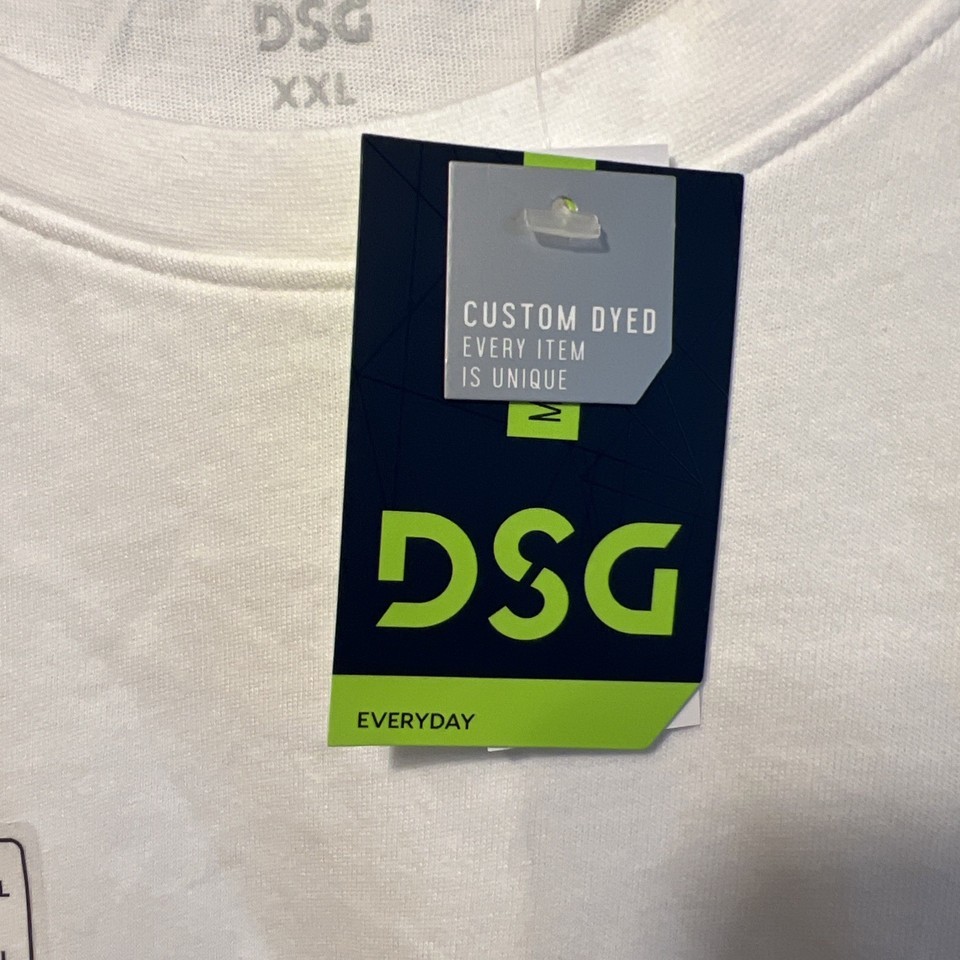 DSG
XXL
CUSTOM DYED
EVERY ITEM
IS UNIQUE
M
DSG
EVERYDAY
L
L